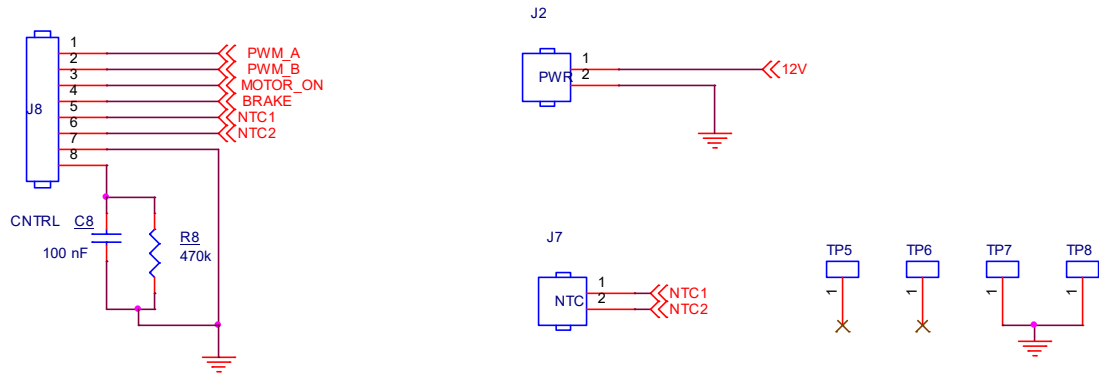 J8
1
2
3
4
5
6
7
8
PWM_A
PWM_B
MOTOR_ON
BRAKE
NTC1
NTC2
CNTRL
C8
100 nF
R8
470k
J2
PWR
1
2
12V
J7
NTC
1
2
NTC1
NTC2
TP5
1
TP6
1
TP7
1
TP8
1